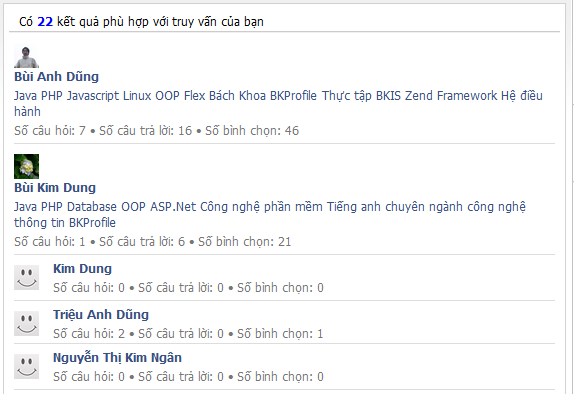 Có 22 kết quả phù hợp với truy vấn của bạn
Bùi Anh Dũng
Java PHP Javascript Linux OOP Flex Bách Khoa BKProfile Thực tập BKIS Zend Framework Hệ điều
hành
Số câu hỏi: 7 • Số câu trả lời: 16 • Số bình chọn: 46
Bùi Kim Dung
Java PHP Database OOP ASP.Net Công nghệ phần mềm Tiếng anh chuyên ngành công nghệ
thông tin BKProfile
Số câu hỏi: 1 • Số câu trả lời: 6 • Số bình chọn: 21
Kim Dung
Số câu hỏi: 0 • Số câu trả lời: 0 • Số bình chọn: 0
Triệu Anh Dũng
Số câu hỏi: 2 • Số câu trả lời: 0 • Số bình chọn: 1
Nguyễn Thị Kim Ngân
Số câu hỏi: 0 • Số câu trả lời: 0 • Số bình chọn: 0